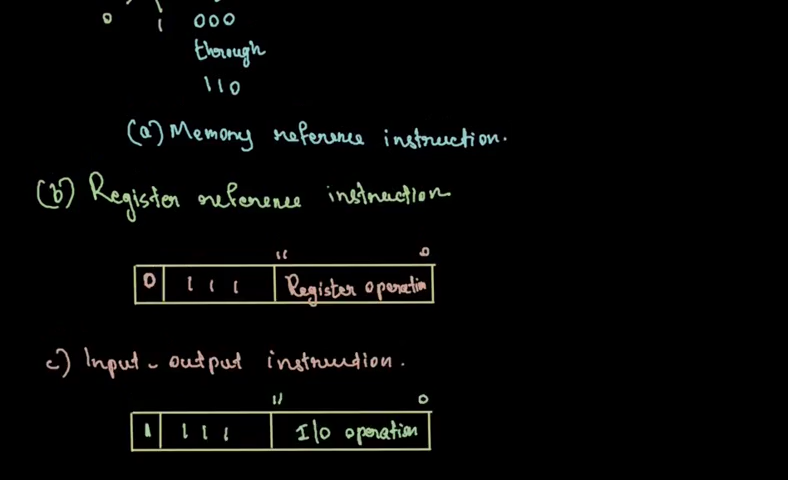 0 1 000
through
110
(a) Memory reference instruction.
(b) Register reference instruction
11 0
0 1 1 1 Register operation
c) Input-output instruction.
11 0
1 1 1 1 I/o operation